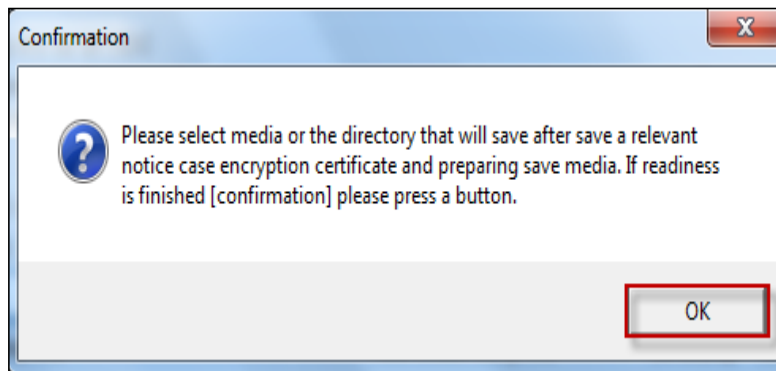 Confirmation
X
Please select media or the directory that will save after save a relevant
notice case encryption certificate and preparing save media. If readiness
is finished [confirmation] please press a button.
OK